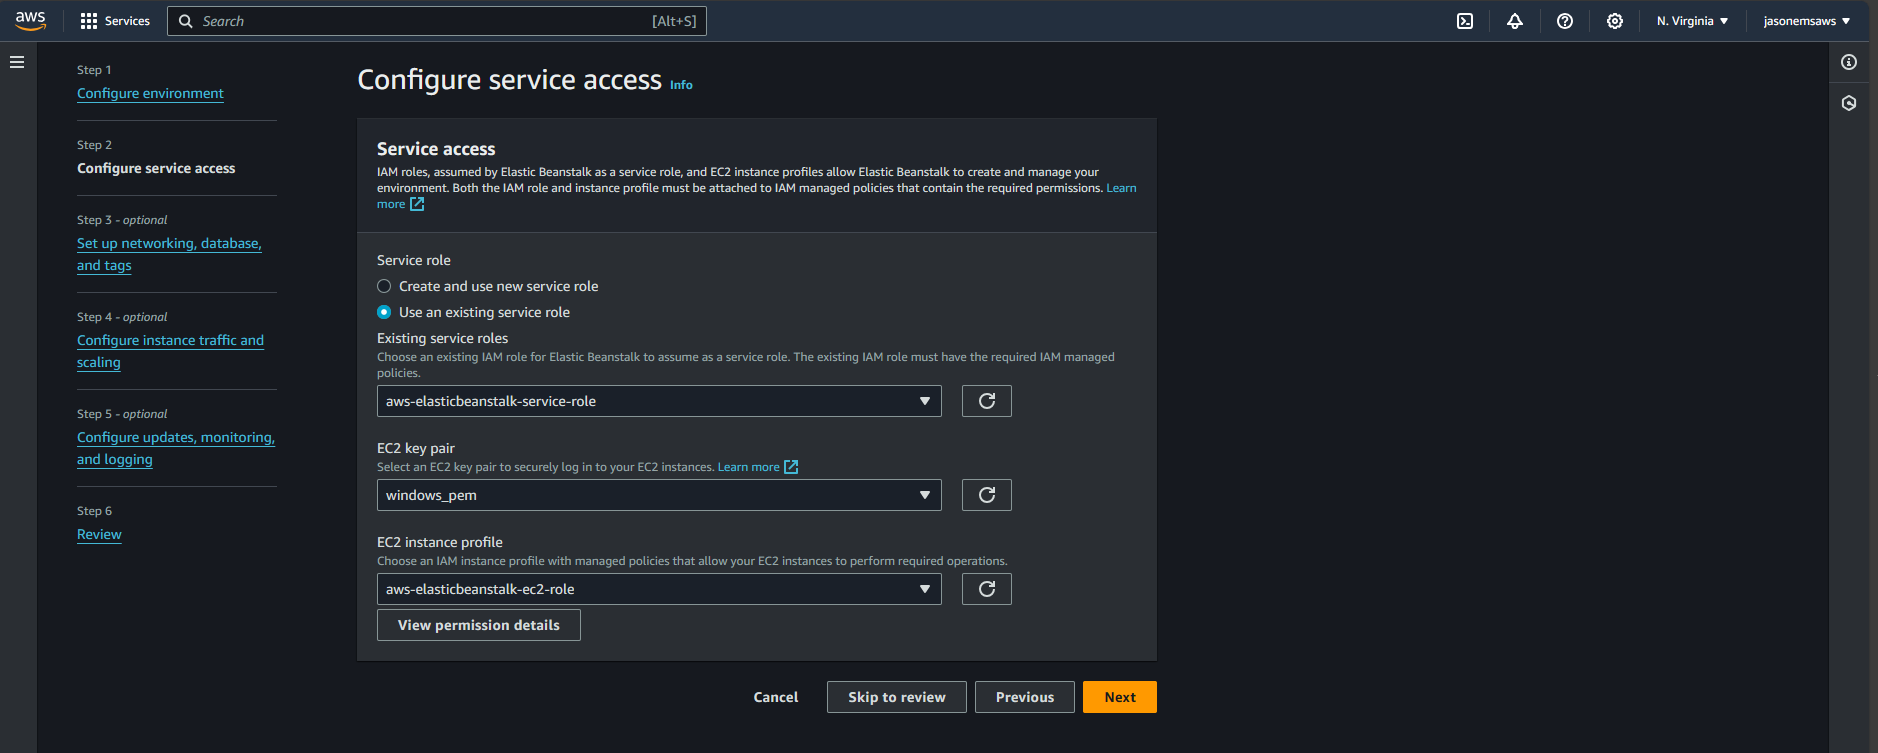 aws
Services
Search
[Alt+S]
N. Virginia
jasonemsaws
Step 1
Configure environment
Step 2
Configure service access
Step 3 - optional
Set up networking, database,
and tags
Step 4 - optional
Configure instance traffic and
scaling
Step 5 - optional
Configure updates, monitoring,
and logging
Step 6
Review
Configure service access Info
Service access
IAM roles, assumed by Elastic Beanstalk as a service role, and EC2 instance profiles allow Elastic Beanstalk to create and manage your
environment. Both the IAM role and instance profile must be attached to IAM managed policies that contain the required permissions. Learn
more
Service role
Create and use new service role
Use an existing service role
Existing service roles
Choose an existing IAM role for Elastic Beanstalk to assume as a service role. The existing IAM role must have the required IAM managed
policies.
aws-elasticbeanstalk-service-role
EC2 key pair
Select an EC2 key pair to securely log in to your EC2 instances. Learn more
windows_pem
EC2 instance profile
Choose an IAM instance profile with managed policies that allow your EC2 instances to perform required operations.
aws-elasticbeanstalk-ec2-role
View permission details
Cancel
Skip to review
Previous
Next